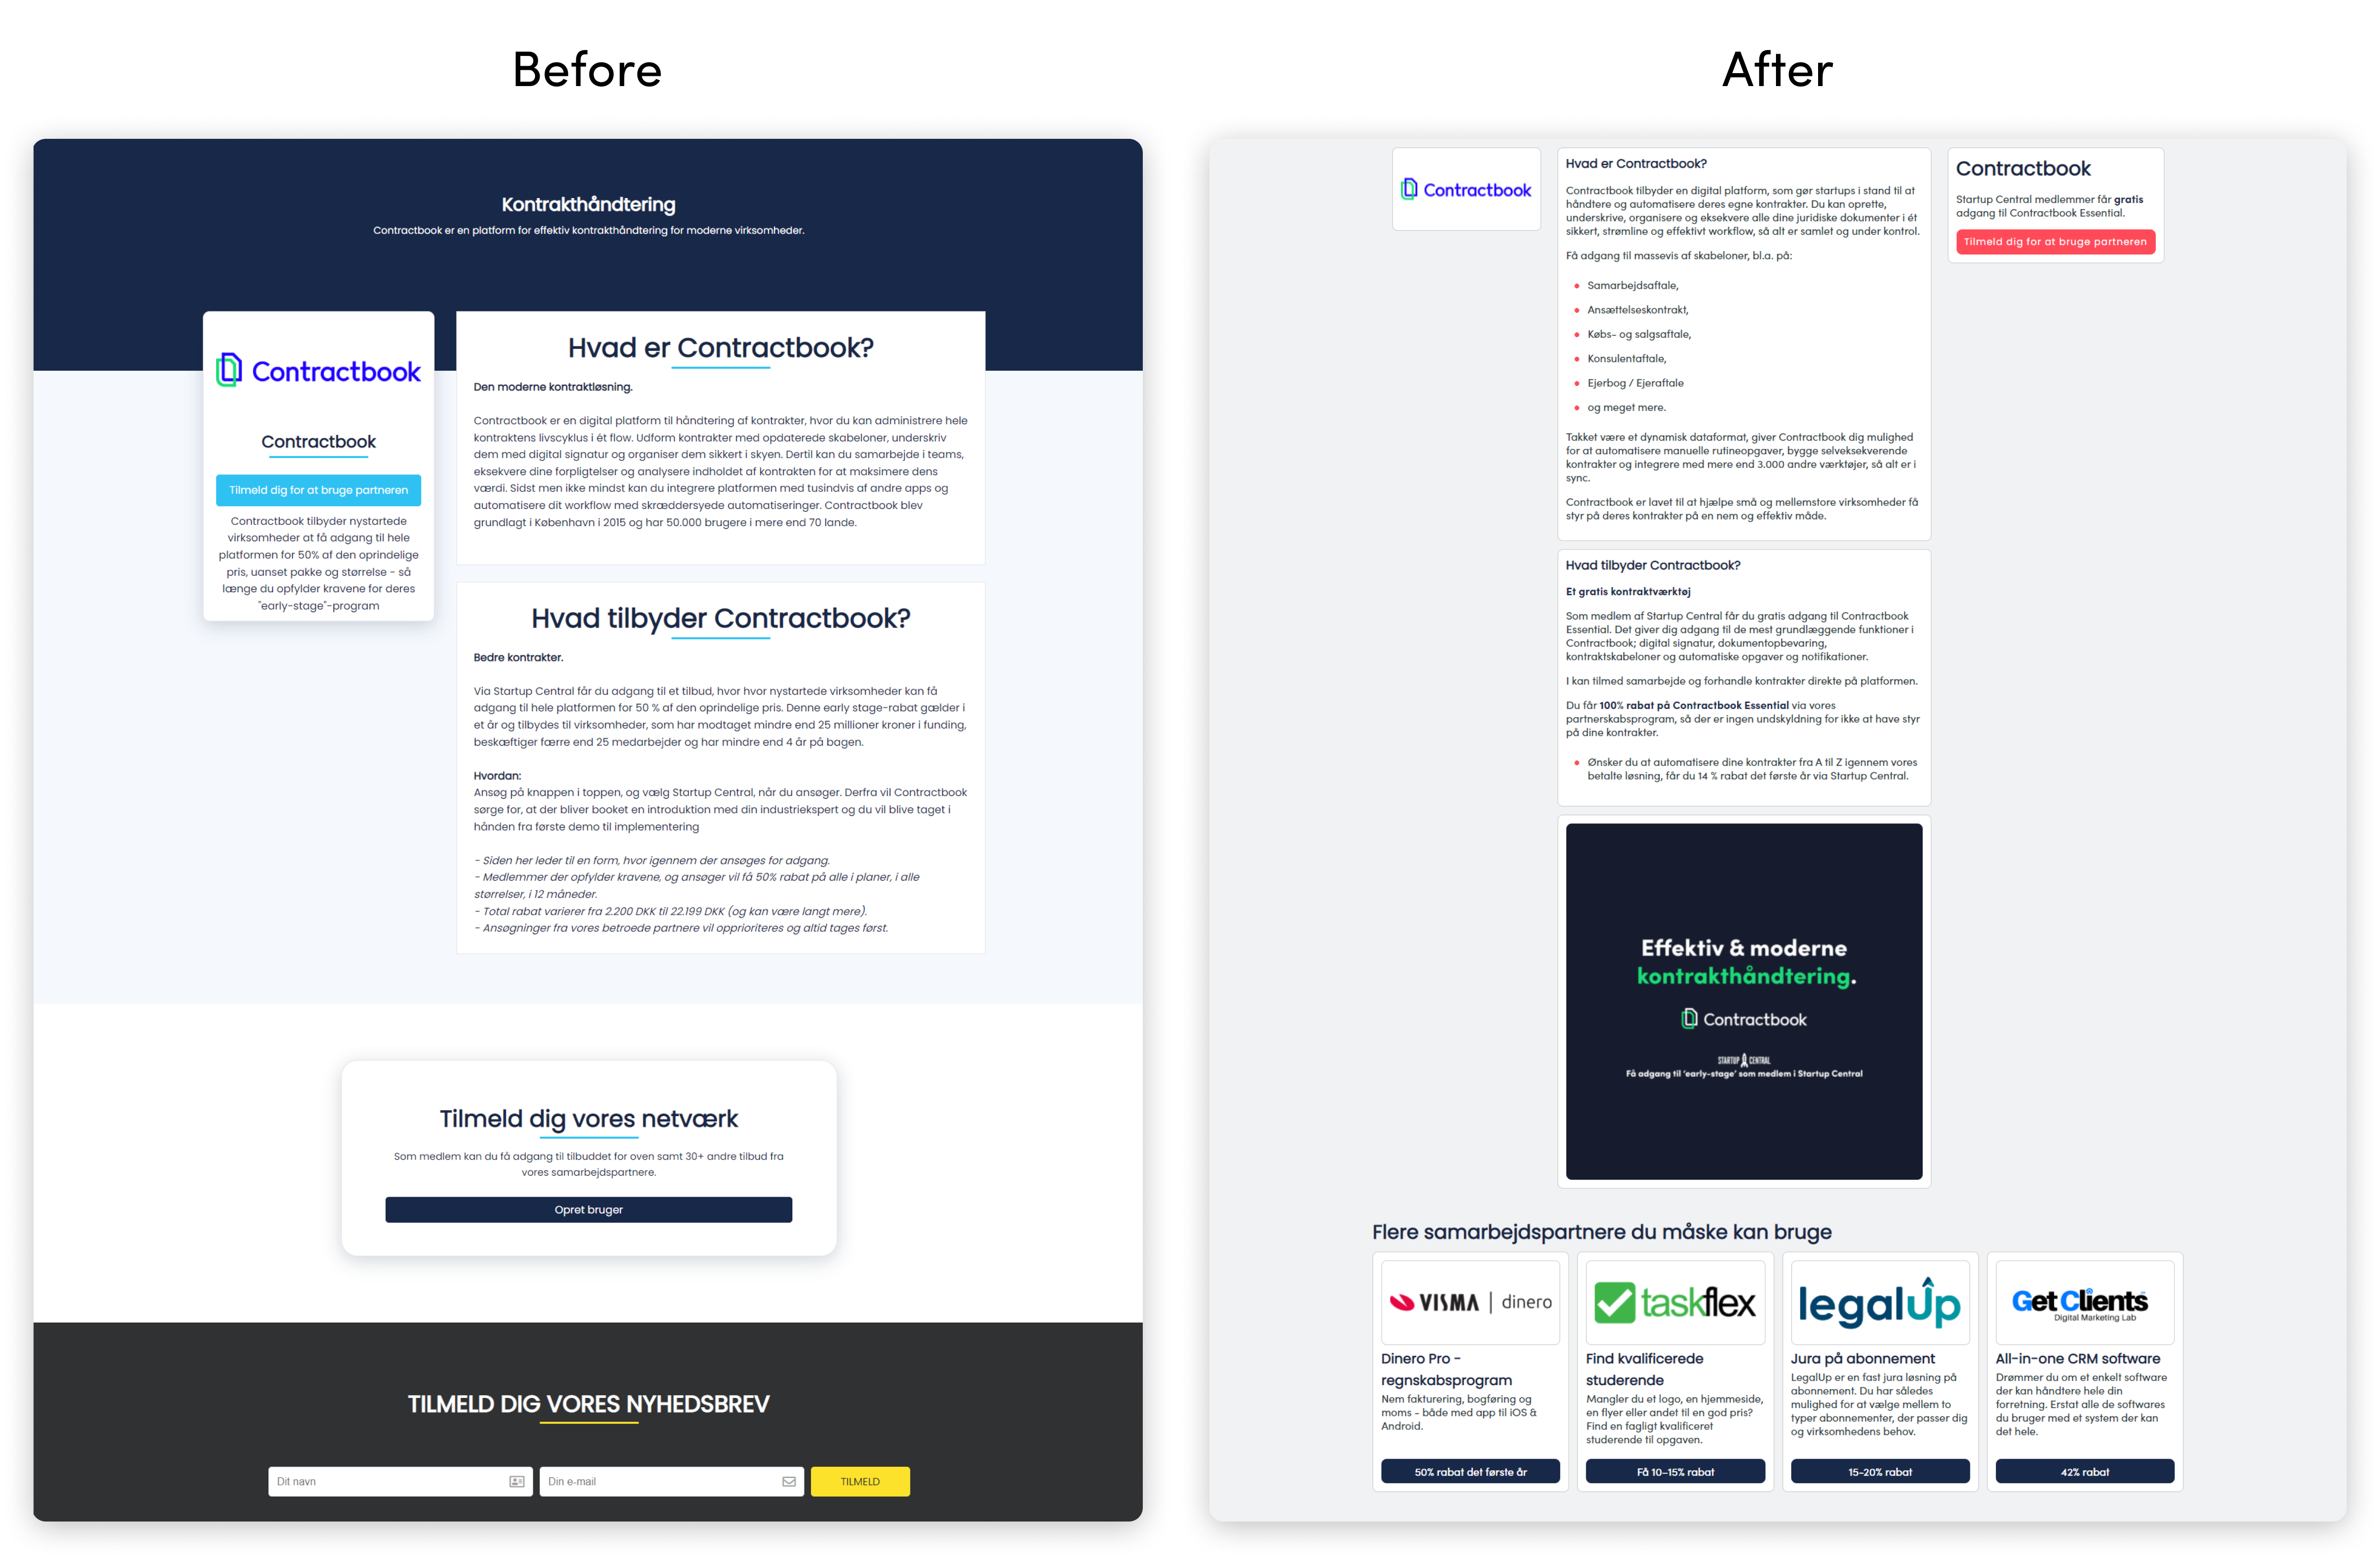 Before
Kontrakthåndtering
Contractbook er en platform for effektiv kontrakthåndtering for moderne virksomheder.
Contractbook
Contractbook
Tilmeld dig for at bruge partneren
Contractbook tilbyder nystartede
virksomheder at få adgang til hele
platformen for 50% af den oprindelige
pris, uanset pakke og størrelse - så
længe du opfylder kravene for deres
"early-stage"-program
Hvad er Contractbook?
Den moderne kontraktløsning.
Contractbook er en digital platform til håndtering af kontrakter, hvor du kan administrere hele
kontraktens livscyklus i ét flow. Udform kontrakter med opdaterede skabeloner, underskriv
dem med digital signatur og organiser dem sikkert i skyen. Dertil kan du samarbejde i teams,
eksekvere dine forpligtelser og analysere indholdet af kontrakten for at maksimere dens
værdi. Sidst men ikke mindst kan du integrere platformen med tusindvis af andre apps og
automatisere dit workflow med skræddersyede automatiseringer. Contractbook blev
grundlagt i København i 2015 og har 50.000 brugere i mere end 70 lande.
Hvad tilbyder Contractbook?
Bedre kontrakter.
Via Startup Central får du adgang til et tilbud, hvor hvor nystartede virksomheder kan få
adgang til hele platformen for 50 % af den oprindelige pris. Denne early stage-rabat gælder i
et år og tilbydes til virksomheder, som har modtaget mindre end 25 millioner kroner i funding,
beskæftiger færre end 25 medarbejder og har mindre end 4 år på bagen.
Hvordan:
Ansøg på knappen i toppen, og vælg Startup Central, når du ansøger. Derfra vil Contractbook
sørge for, at der bliver booket en introduktion med din industriekspert og du vil blive taget i
hånden fra første demo til implementering
- Siden her leder til en form, hvor igennem der ansøges for adgang.
- Medlemmer der opfylder kravene, og ansøger vil få 50% rabat på alle i planer, i alle
størrelser, i 12 måneder.
- Total rabat varierer fra 2.200 DKK til 22.199 DKK (og kan være langt mere).
- Ansøgninger fra vores betroede partnere vil opprioriteres og altid tages først.
Tilmeld dig vores netværk
Som medlem kan du få adgang til tilbuddet for oven samt 30+ andre tilbud fra
vores samarbejdspartnere.
Opret bruger
TILMELD DIG VORES NYHEDSBREV
Dit navn
Din e-mail
TILMELD
After
Contractbook
Hvad er Contractbook?
Contractbook tilbyder en digital platform, som gør startups i stand til at
håndtere og automatisere deres egne kontrakter. Du kan oprette,
underskrive, organisere og eksekvere alle dine juridiske dokumenter i ét
sikkert, strømline og effektivt workflow, så alt er samlet og under kontrol.
Få adgang til massevis af skabeloner, bl.a. på:
Samarbejdsaftale,
Ansættelseskontrakt,
Købs- og salgsaftale,
Konsulentaftale,
Ejerbog / Ejeraftale
og meget mere.
Takket være et dynamisk dataformat, giver Contractbook dig mulighed
for at automatisere manuelle rutineopgaver, bygge selveksekverende
kontrakter og integrere med mere end 3.000 andre værktøjer, så alt er i
sync.
Contractbook er lavet til at hjælpe små og mellemstore virksomheder få
styr på deres kontrakter på en nem og effektiv måde.
Contractbook
Startup Central medlemmer får gratis
adgang til Contractbook Essential.
Tilmeld dig for at bruge partneren
Hvad tilbyder Contractbook?
Et gratis kontraktværktøj
Som medlem af Startup Central får du gratis adgang til Contractbook
Essential. Det giver dig adgang til de mest grundlæggende funktioner i
Contractbook; digital signatur, dokumentopbevaring,
kontraktskabeloner og automatiske opgaver og notifikationer.
I kan tilmed samarbejde og forhandle kontrakter direkte på platformen.
Du får 100% rabat på Contractbook Essential via vores
partnerskabsprogram, så der er ingen undskyldning for ikke at have styr
på dine kontrakter.
Ønsker du at automatisere dine kontrakter fra A til Z igennem vores
betalte løsning, får du 14 % rabat det første år via Startup Central.
Effektiv & moderne
kontrakthåndtering.
Contractbook
STARTUP CENTRAL
Få adgang til 'early-stage' som medlem i Startup Central
Flere samarbejdspartnere du måske kan bruge
VISMA | dinero
Dinero Pro -
regnskabsprogram
Nem fakturering, bogføring og
moms - både med app til iOS &
Android.
50% rabat det første år
taskflex
Find kvalificerede
studerende
Mangler du et logo, en hjemmeside,
en flyer eller andet til en god pris?
Find en fagligt kvalificeret
studerende til opgaven.
Få 10-15% rabat
legalup
Jura på abonnement
LegalUp er en fast jura løsning på
abonnement. Du har således
mulighed for at vælge mellem to
typer abonnementer, der passer dig
og virksomhedens behov.
15-20% rabat
Get Clients
Digital Marketing Lab
All-in-one CRM software
Drømmer du om et enkelt software
der kan håndtere hele din
forretning. Erstat alle de softwares
du bruger med et system der kan
det hele.
42% rabat